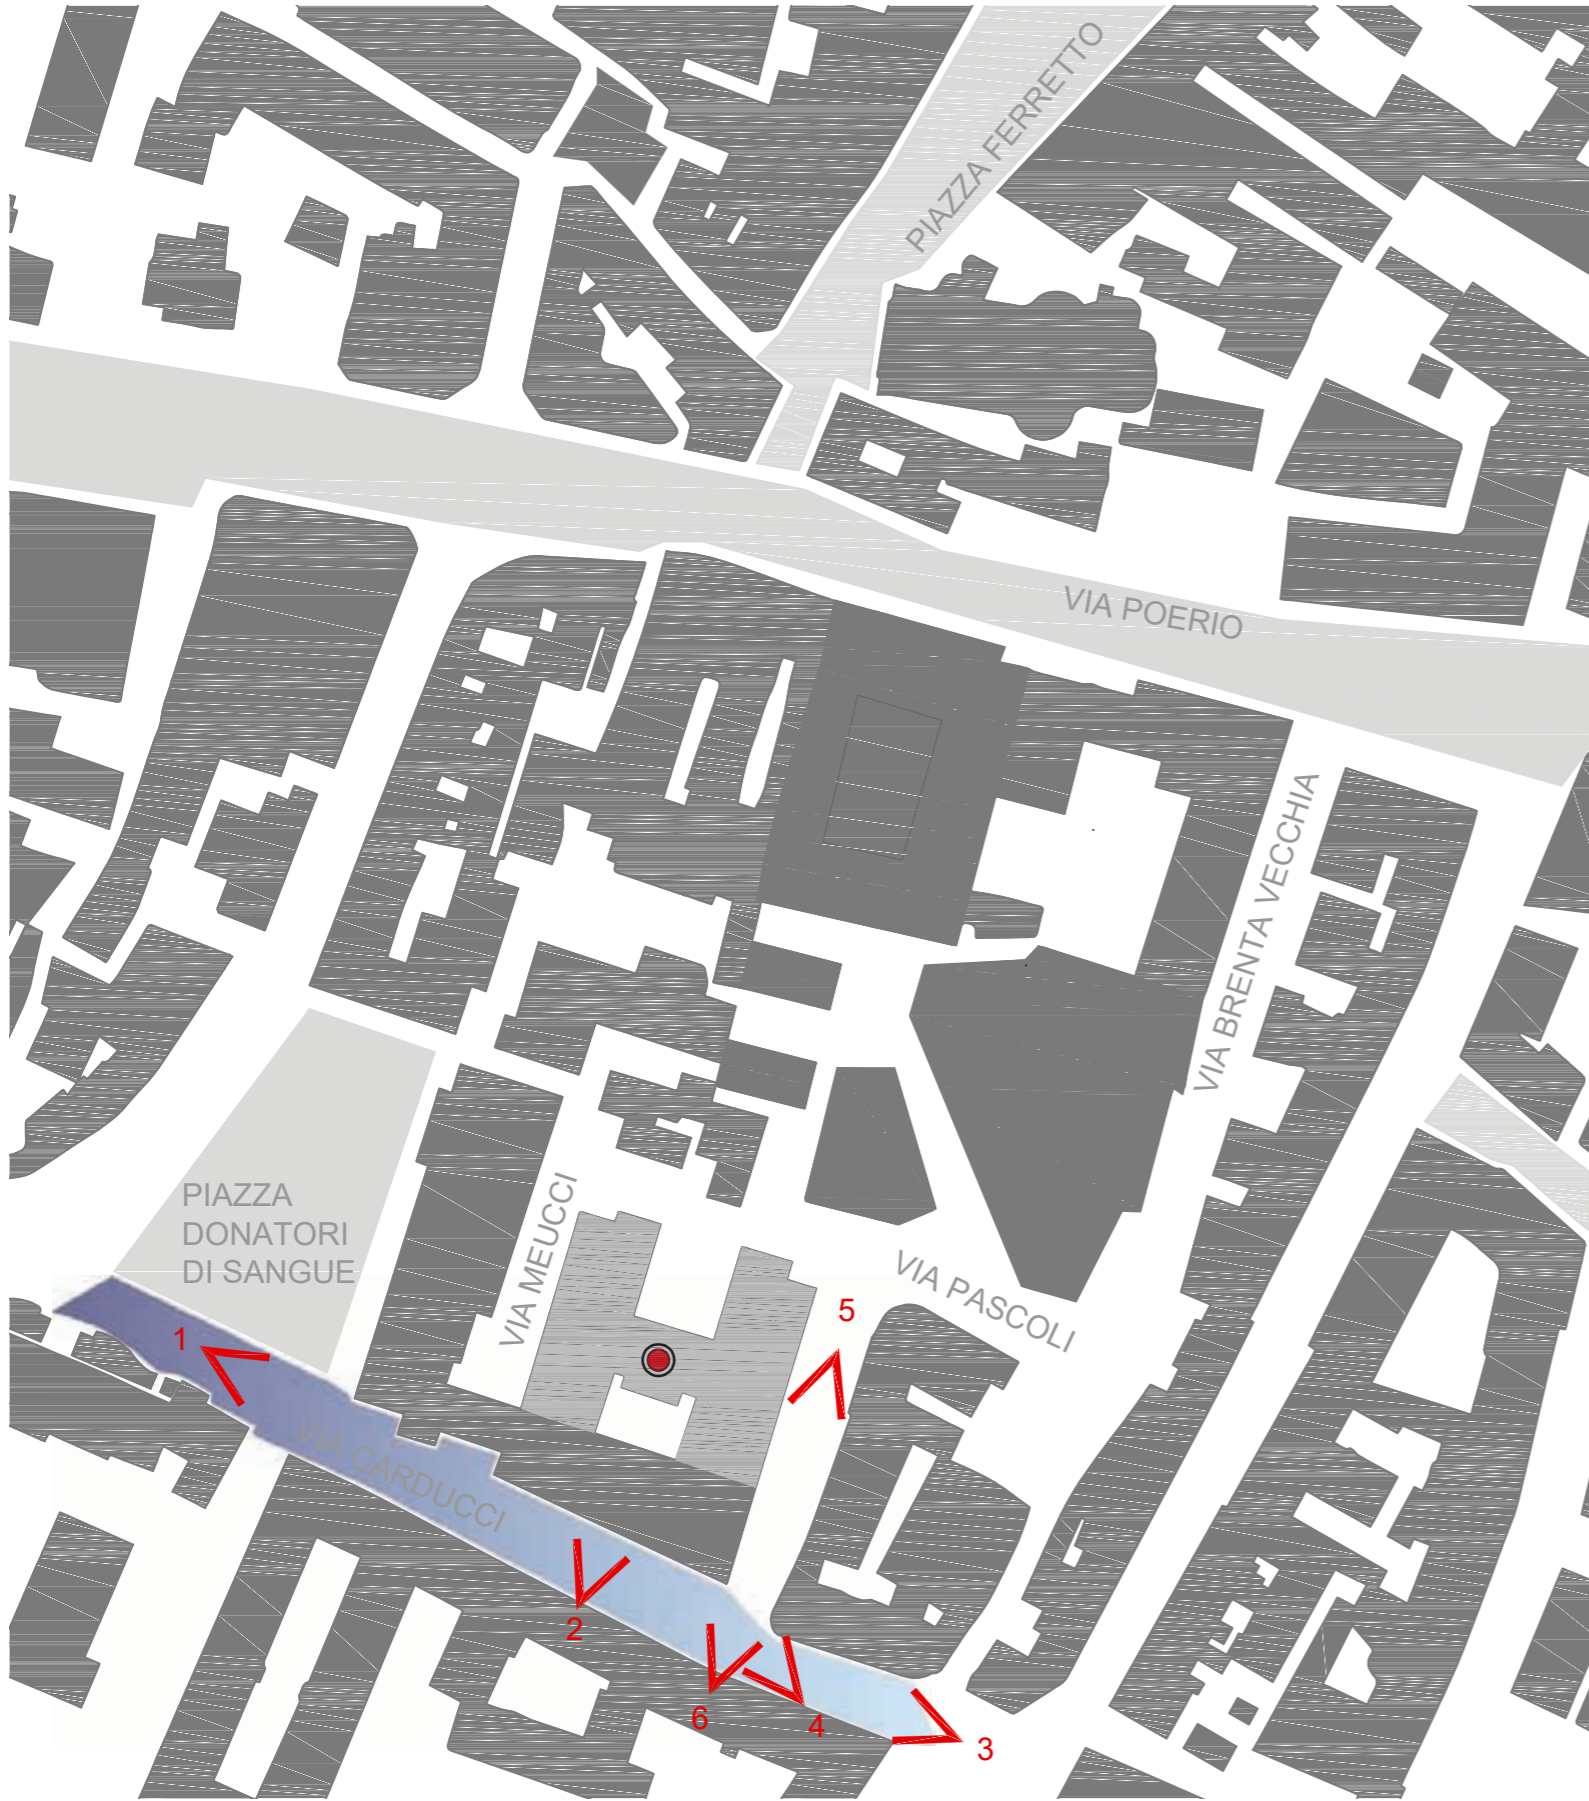 PIAZZA FERRETTO
VIA POERIO
VIA BRENTA VECCHIA
PIAZZA
DONATORI
DI SANGUE
VIA MEUCCI
VIA PASCOLI
5
1
VIA CARDUCCI
2
6
4
3